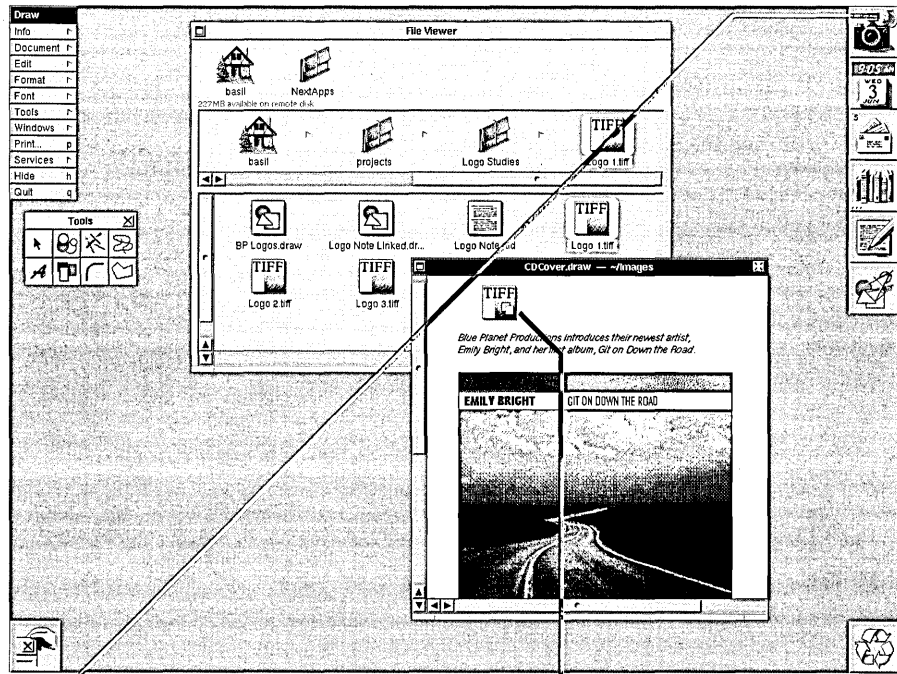 Draw
Info
Document
Edit
Format
Font
Tools
Windows
Print... p
Services
Hide h
Quit q
Tools
File Viewer
basil NextApps
227MB available on remote disk
basil projects Logo Studies TIFF Logo 1.tiff
BP Logos.draw Logo Note Linked.dr... Logo Note TIFF Logo 1.tiff
TIFF Logo 2.tiff TIFF Logo 3.tiff
CDCover.draw — ~/Images
TIFF
Blue Planet Productions introduces their newest artist,
Emily Bright, and her album, Git on Down the Road.
EMILY BRIGHT GIT ON DOWN THE ROAD
WED
3
JUN
5